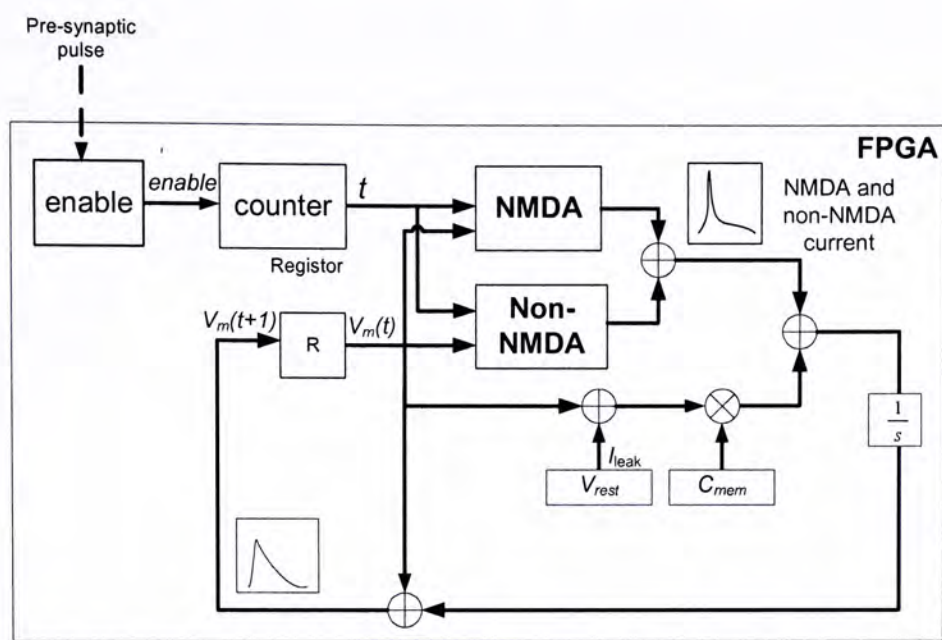 Pre-synaptic
pulse
FPGA
enable
enable
counter
t
NMDA
NMDA and
non-NMDA
current
Registor
Vm(t+1)
R
Vm(t)
Non-
NMDA
Ileak
Vrest
Cmem
1
s